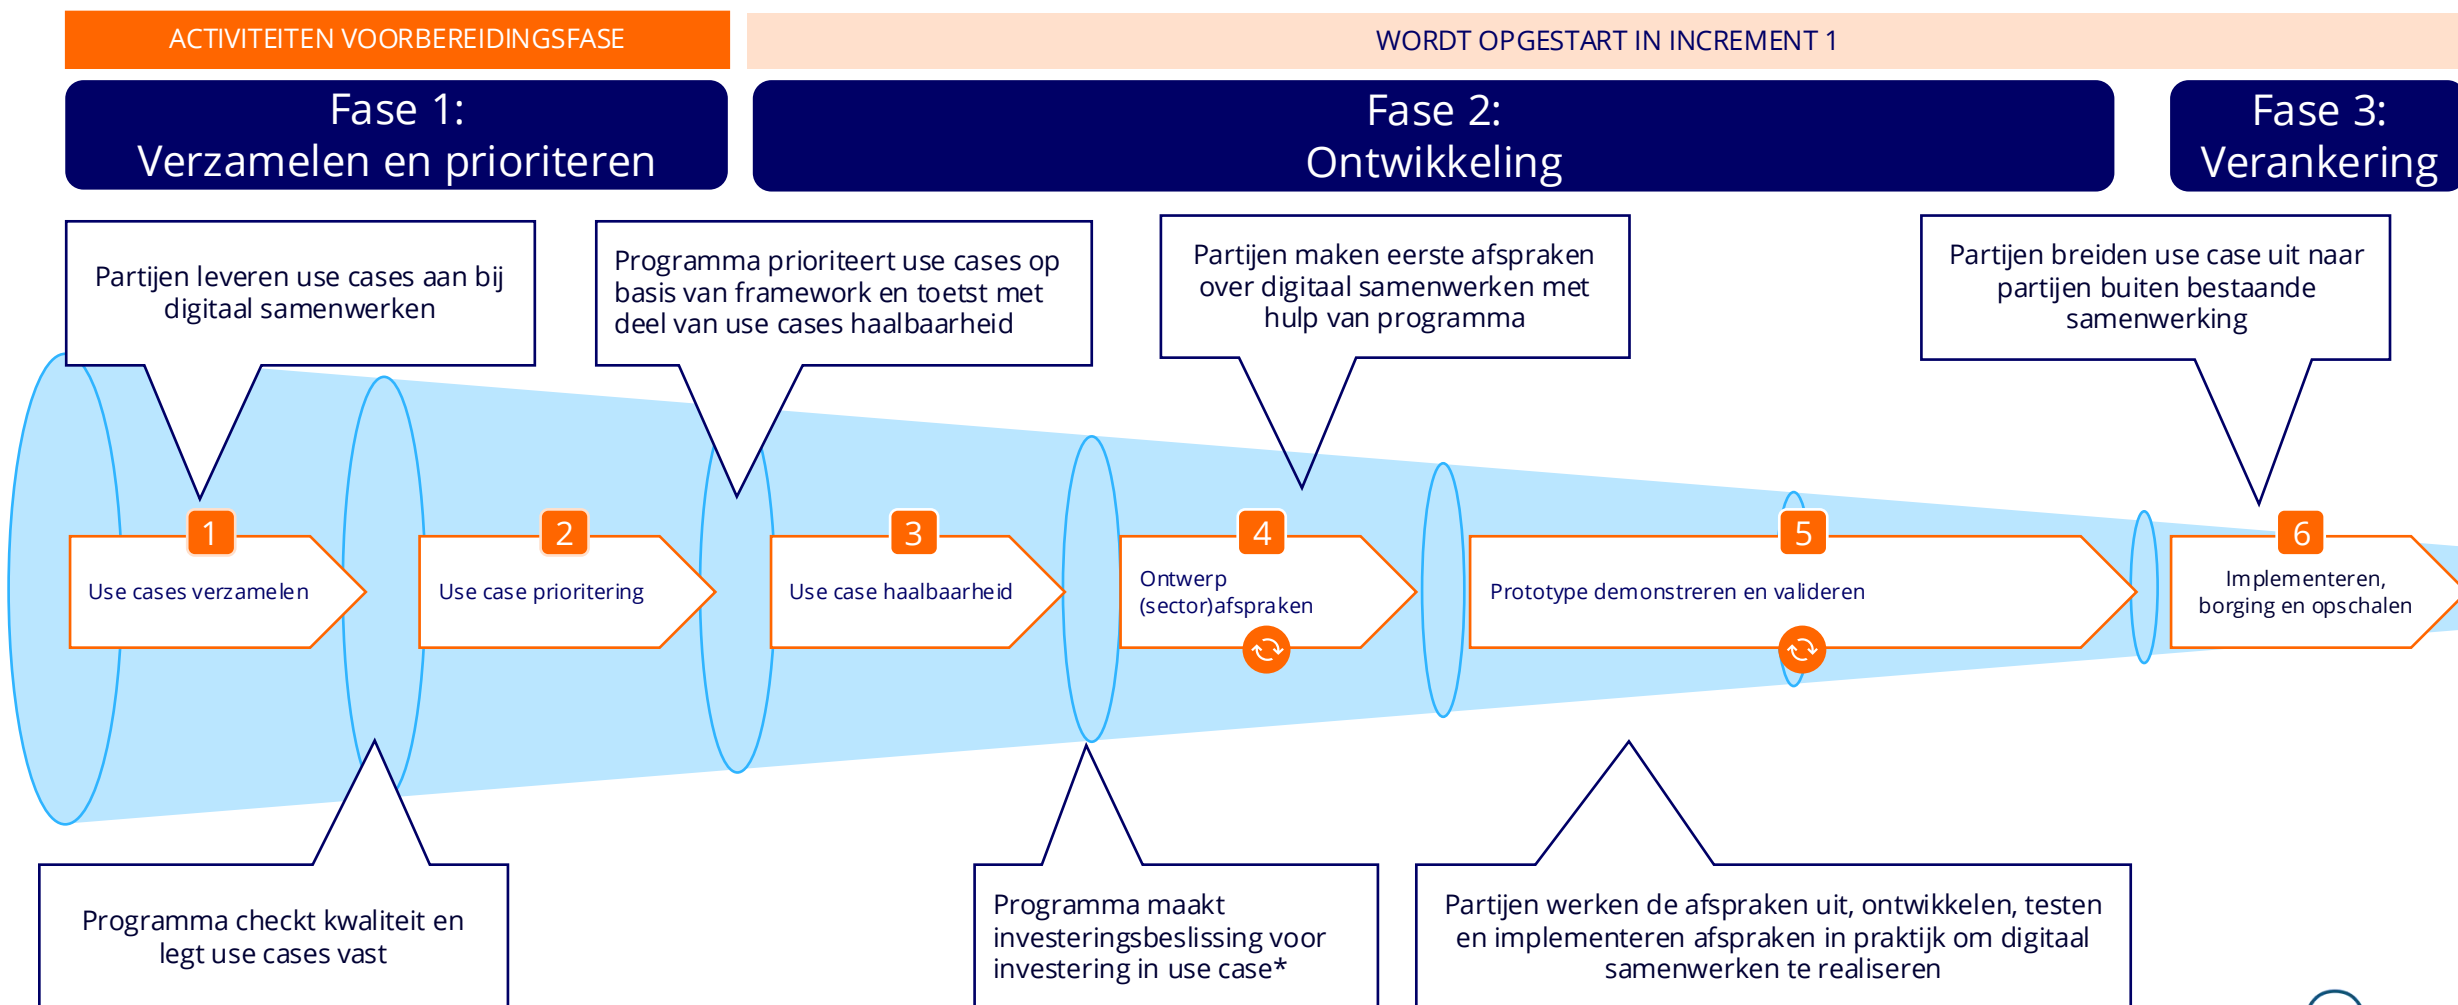 ACTIVITEITEN VOORBEREIDINGSFASE
WORDT OPGESTART IN INCREMENT 1
Fase 1:
Verzamelen en prioriteren
Fase 2:
Ontwikkeling
Fase 3:
Verankering
Partijen leveren use cases aan bij
digitaal samenwerken
Programma prioriteert use cases op
basis van framework en toetst met
deel van use cases haalbaarheid
Partijen maken eerste afspraken
over digitaal samenwerken met
hulp van programma
Partijen breiden use case uit naar
partijen buiten bestaande
samenwerking
1
Use cases verzamelen
2
Use case prioritering
3
Use case haalbaarheid
4
Ontwerp
(sector)afspraken
5
Prototype demonstreren en valideren
6
Implementeren,
borging en opschalen
Programma checkt kwaliteit en
legt use cases vast
Programma maakt
investeringsbeslissing voor
investering in use case*
Partijen werken de afspraken uit, ontwikkelen, testen
en implementeren afspraken in praktijk om digitaal
samenwerken te realiseren